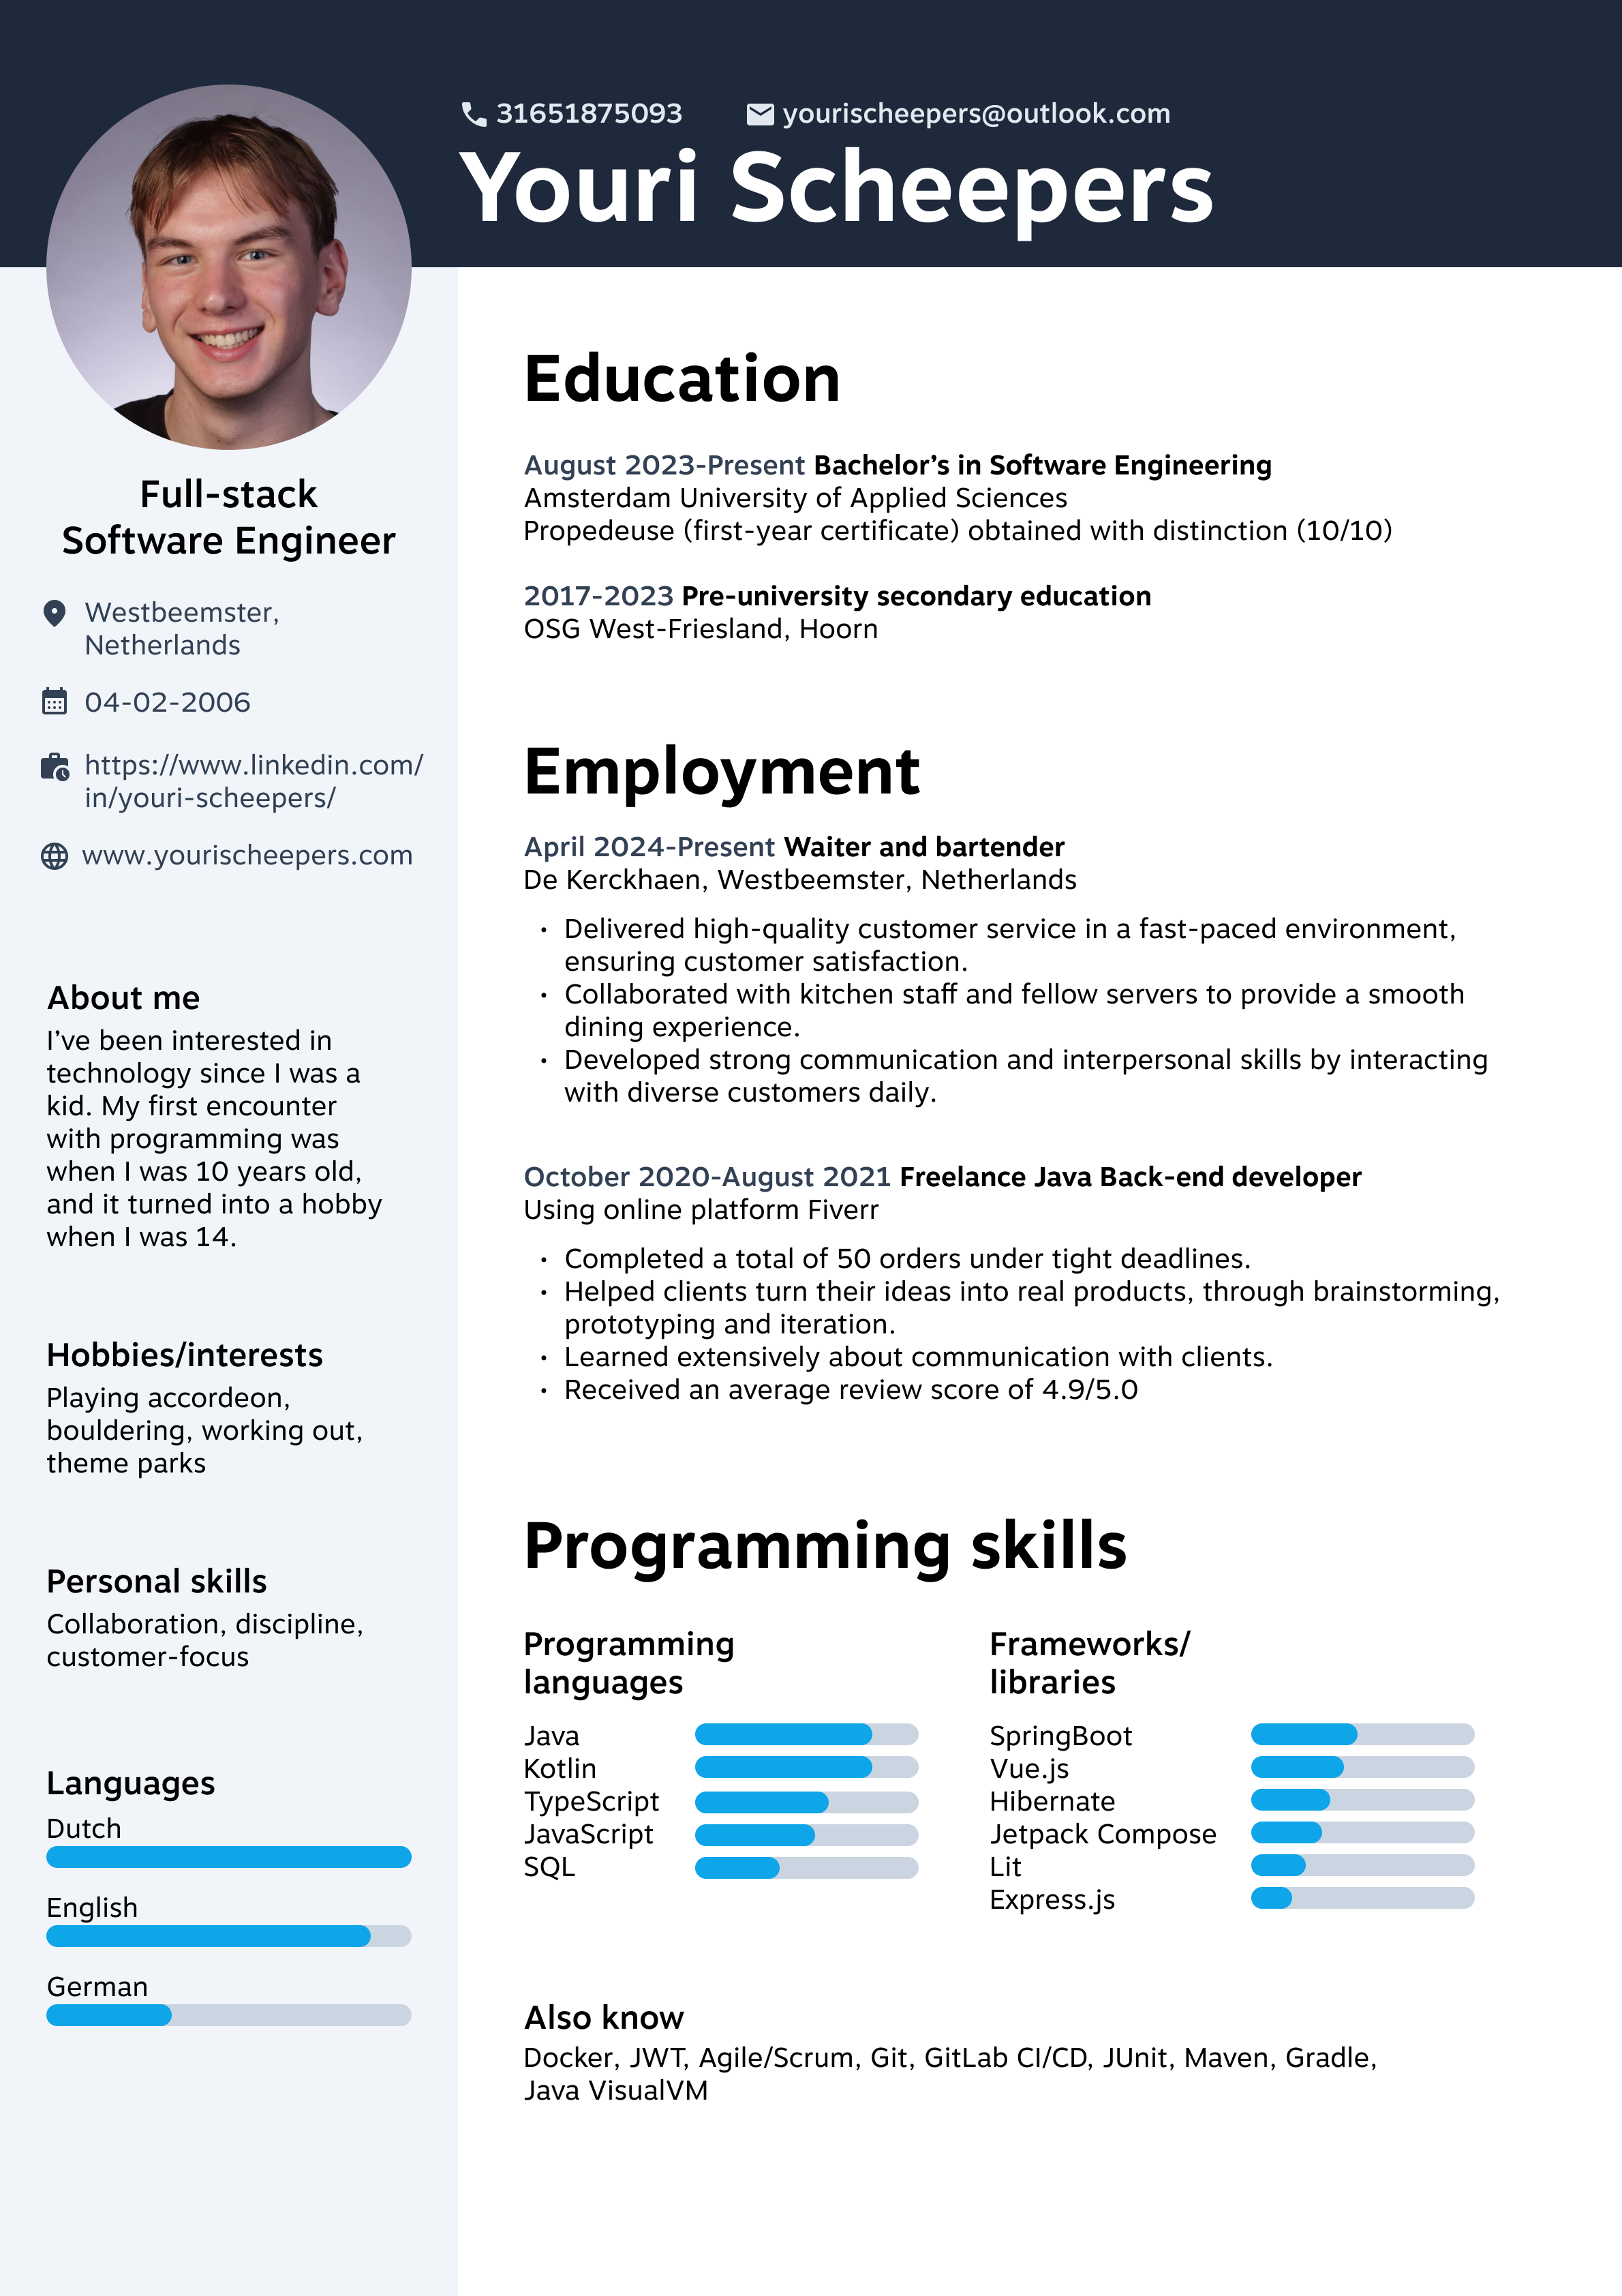 31651875093 yourischeepers@outlook.com
Youri Scheepers
Full-stack
Software Engineer
Westbeemster,
Netherlands
04-02-2006
https://www.linkedin.com/
in/youri-scheepers/
www.yourischeepers.com
About me
I’ve been interested in
technology since I was a
kid. My first encounter
with programming was
when I was 10 years old,
and it turned into a hobby
when I was 14.
Hobbies/interests
Playing accordeon,
bouldering, working out,
theme parks
Personal skills
Collaboration, discipline,
customer-focus
Languages
Dutch
English
German
Education
August 2023-Present Bachelor’s in Software Engineering
Amsterdam University of Applied Sciences
Propedeuse (first-year certificate) obtained with distinction (10/10)
2017-2023 Pre-university secondary education
OSG West-Friesland, Hoorn
Employment
April 2024-Present Waiter and bartender
De Kerckhaen, Westbeemster, Netherlands
• Delivered high-quality customer service in a fast-paced environment,
ensuring customer satisfaction.
• Collaborated with kitchen staff and fellow servers to provide a smooth
dining experience.
• Developed strong communication and interpersonal skills by interacting
with diverse customers daily.
October 2020-August 2021 Freelance Java Back-end developer
Using online platform Fiverr
• Completed a total of 50 orders under tight deadlines.
• Helped clients turn their ideas into real products, through brainstorming,
prototyping and iteration.
• Learned extensively about communication with clients.
• Received an average review score of 4.9/5.0
Programming skills
Programming
languages
Java
Kotlin
TypeScript
JavaScript
SQL
Frameworks/
libraries
SpringBoot
Vue.js
Hibernate
Jetpack Compose
Lit
Express.js
Also know
Docker, JWT, Agile/Scrum, Git, GitLab CI/CD, JUnit, Maven, Gradle,
Java VisualVM